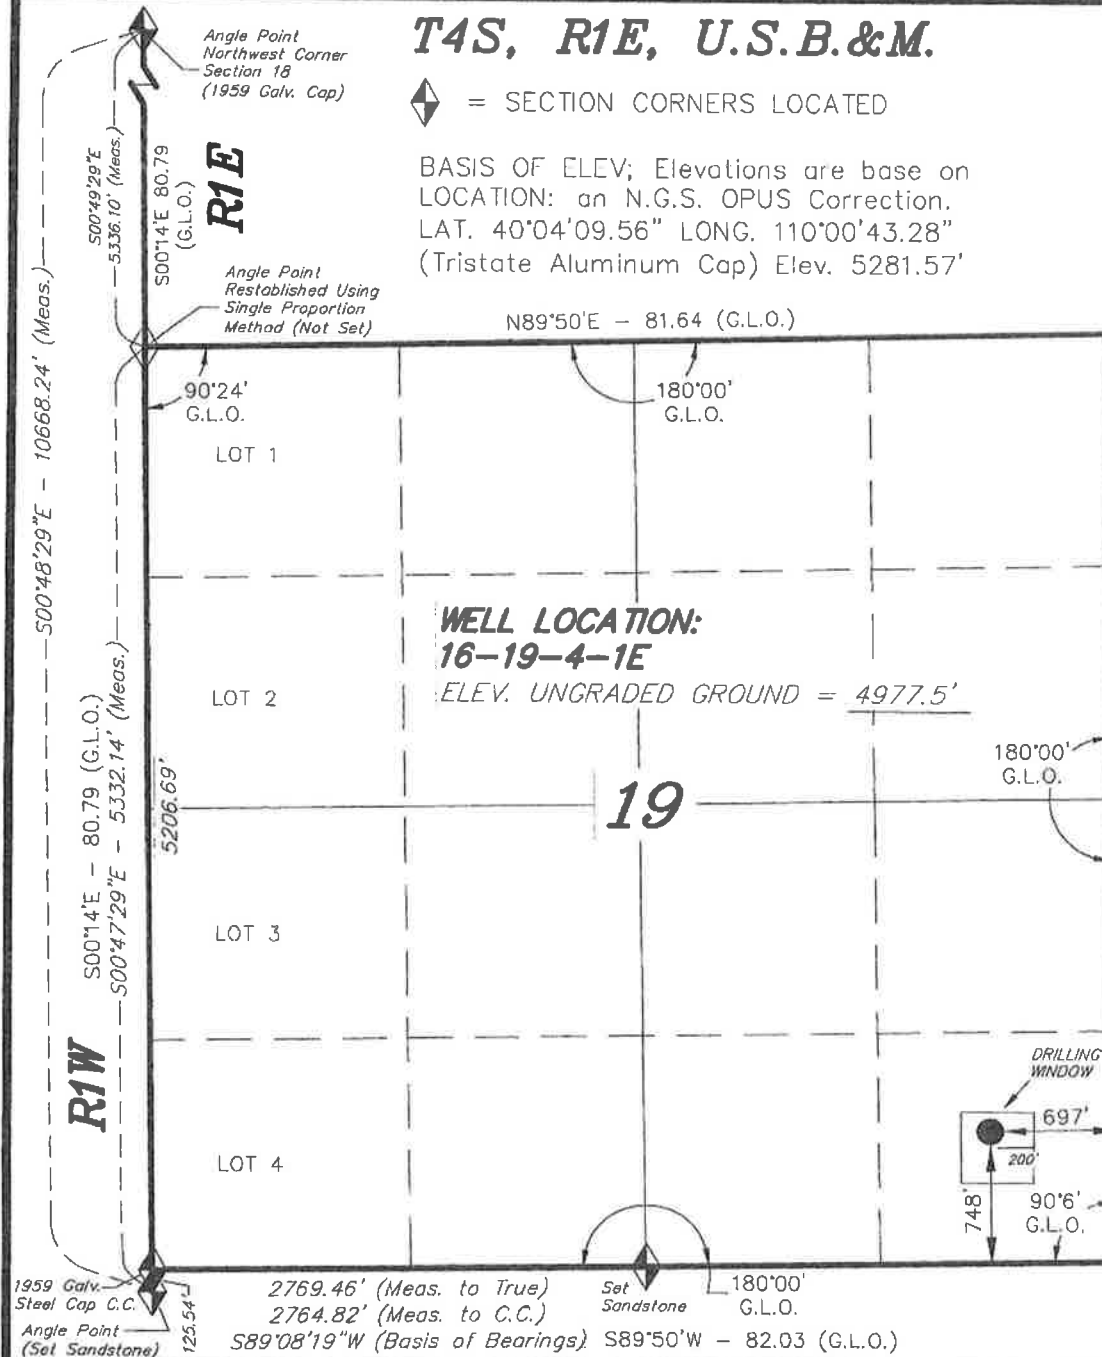 T4S, R1E, U.S.B.&M.
= SECTION CORNERS LOCATED
BASIS OF ELEV; Elevations are base on
LOCATION: an N.G.S. OPUS Correction.
LAT. 40°04'09.56" LONG. 110°00'43.28"
(Tristate Aluminum Cap) Elev. 5281.57'
Angle Point
Northwest Corner
Section 18
(1959 Galv. Cap)
S00°49'29"E
5336.10' (Meas.)
S00°14'E 80.79
(G.L.O.)
R1E
Angle Point
Restablished Using
Single Proportion
Method (Not Set)
N89°50'E - 81.64 (G.L.O.)
S00°48'29"E - 10668.24' (Meas.)
90°24'
G.L.O.
180°00'
G.L.O.
LOT 1
WELL LOCATION:
16-19-4-1E
ELEV. UNGRADED GROUND = 4977.5'
LOT 2
S00°14'E - 80.79 (G.L.O.)
S00°47'29"E - 5332.14' (Meas.)
5206.69'
19
180°00'
G.L.O.
LOT 3
R1W
DRILLING
WINDOW
697'
200'
748'
LOT 4
90°6'
G.L.O.
1959 Galv.
Steel Cap C.C.
Angle Point
(Set Sandstone)
125.54'
2769.46' (Meas. to True)
2764.82' (Meas. to C.C.)
S89°08'19"W (Basis of Bearings)
Set
Sandstone
180°00'
G.L.O.
S89°50'W - 82.03 (G.L.O.)